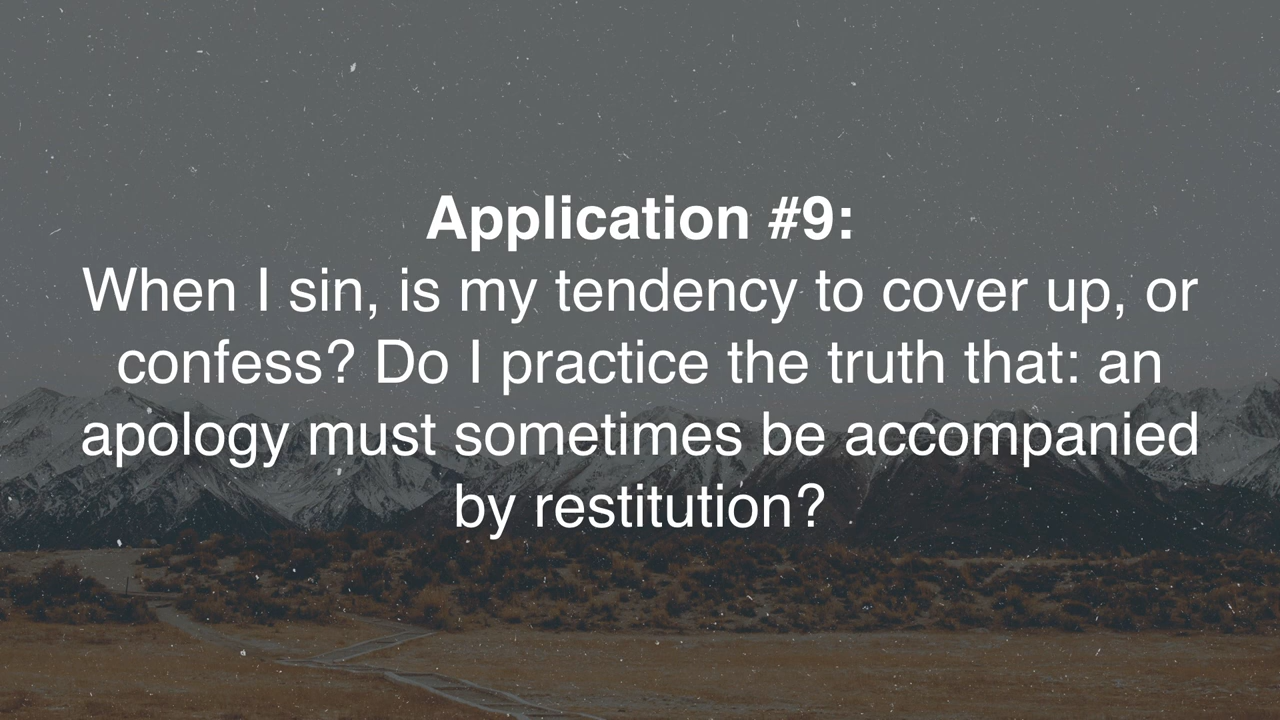 Application #9:
When I sin, is my tendency to cover up, or
confess? Do I practice the truth that: an
apology must sometimes be accompanied
by restitution?